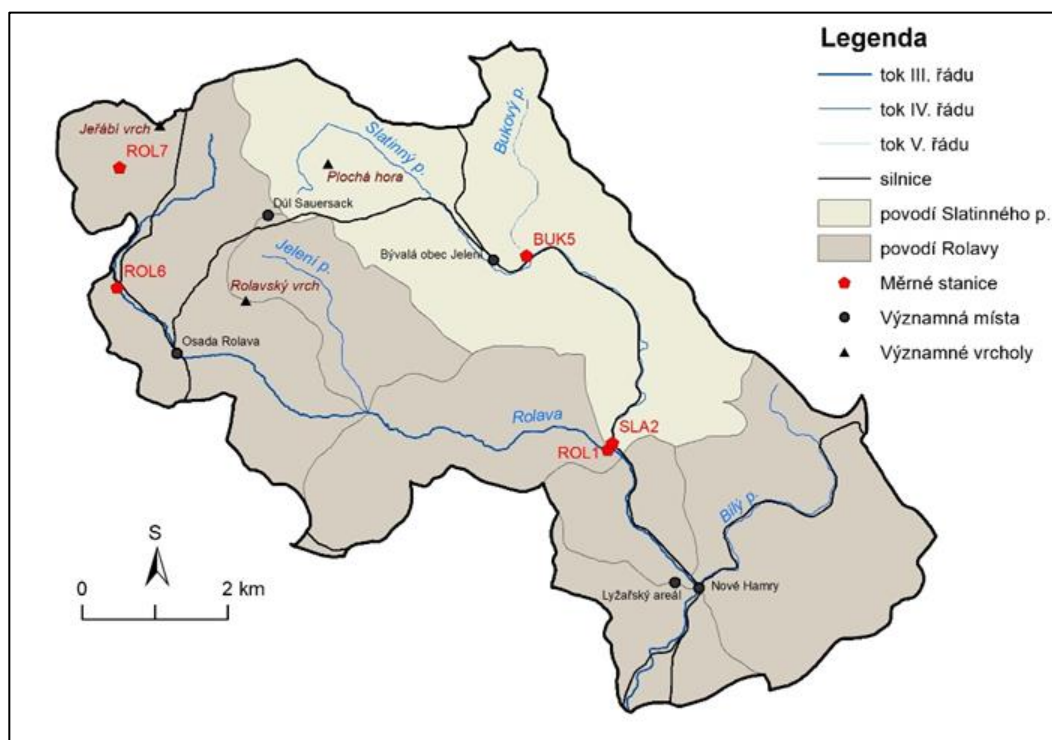 Legenda
tok III. řádu
tok IV. řádu
tok V. řádu
silnice
povodí Slatinného p.
povodí Rolavy
Měrné stanice
Významná místa
Významné vrcholy
Jeřábí vrch
ROL7
Slatinný p.
Bukový p.
Plochá hora
Důl Sauersack
BUK5
Bývalá obec Jelení
Jelení p.
ROL6
Rolavský vrch
Osada Rolava
Rolava
SLA2
ROL1
Bílý p.
S
0 2 km
Lyžařský areál
Nové Hamry